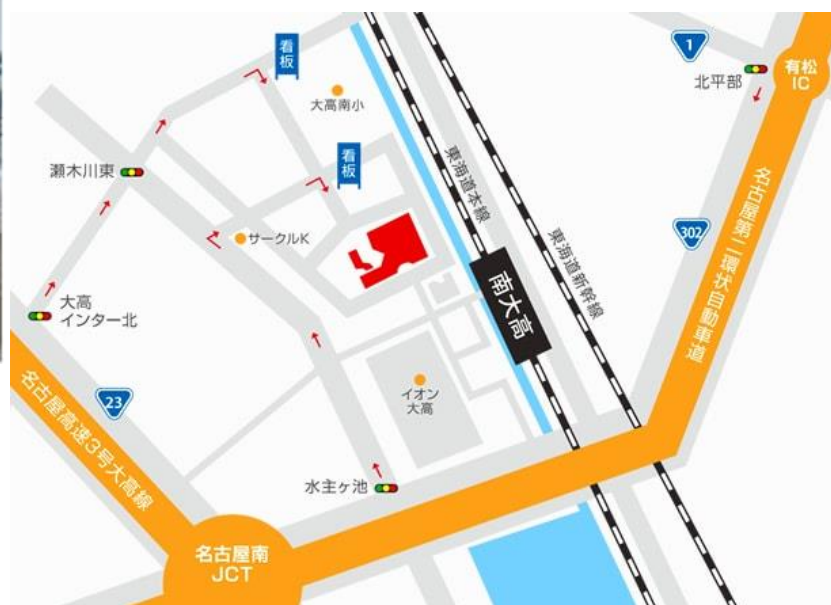 看板
大高南小
1
北平部
有松
IC
瀬木川東
看板
東海道本線
名古屋第二環状自動車道
サークルK
302
東海道新幹線
南大高
大高
インター北
イオン
大高
23
名古屋高速3号大高線
水主ヶ池
名古屋南
JCT